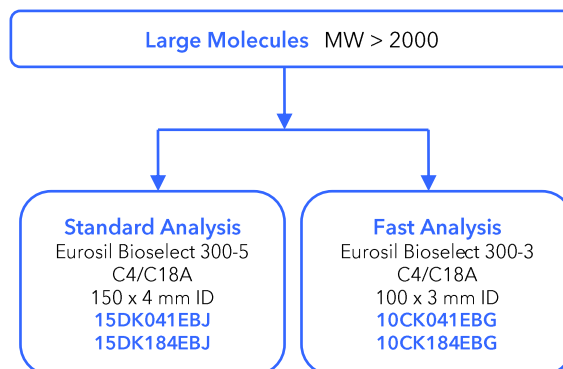 Large Molecules MW > 2000
Standard Analysis
Eurosil Bioselect 300-5
C4/C18A
150 x 4 mm ID
15DK041EBJ
15DK184EBJ
Fast Analysis
Eurosil Bioselect 300-3
C4/C18A
100 x 3 mm ID
10CK041EBG
10CK184EBG